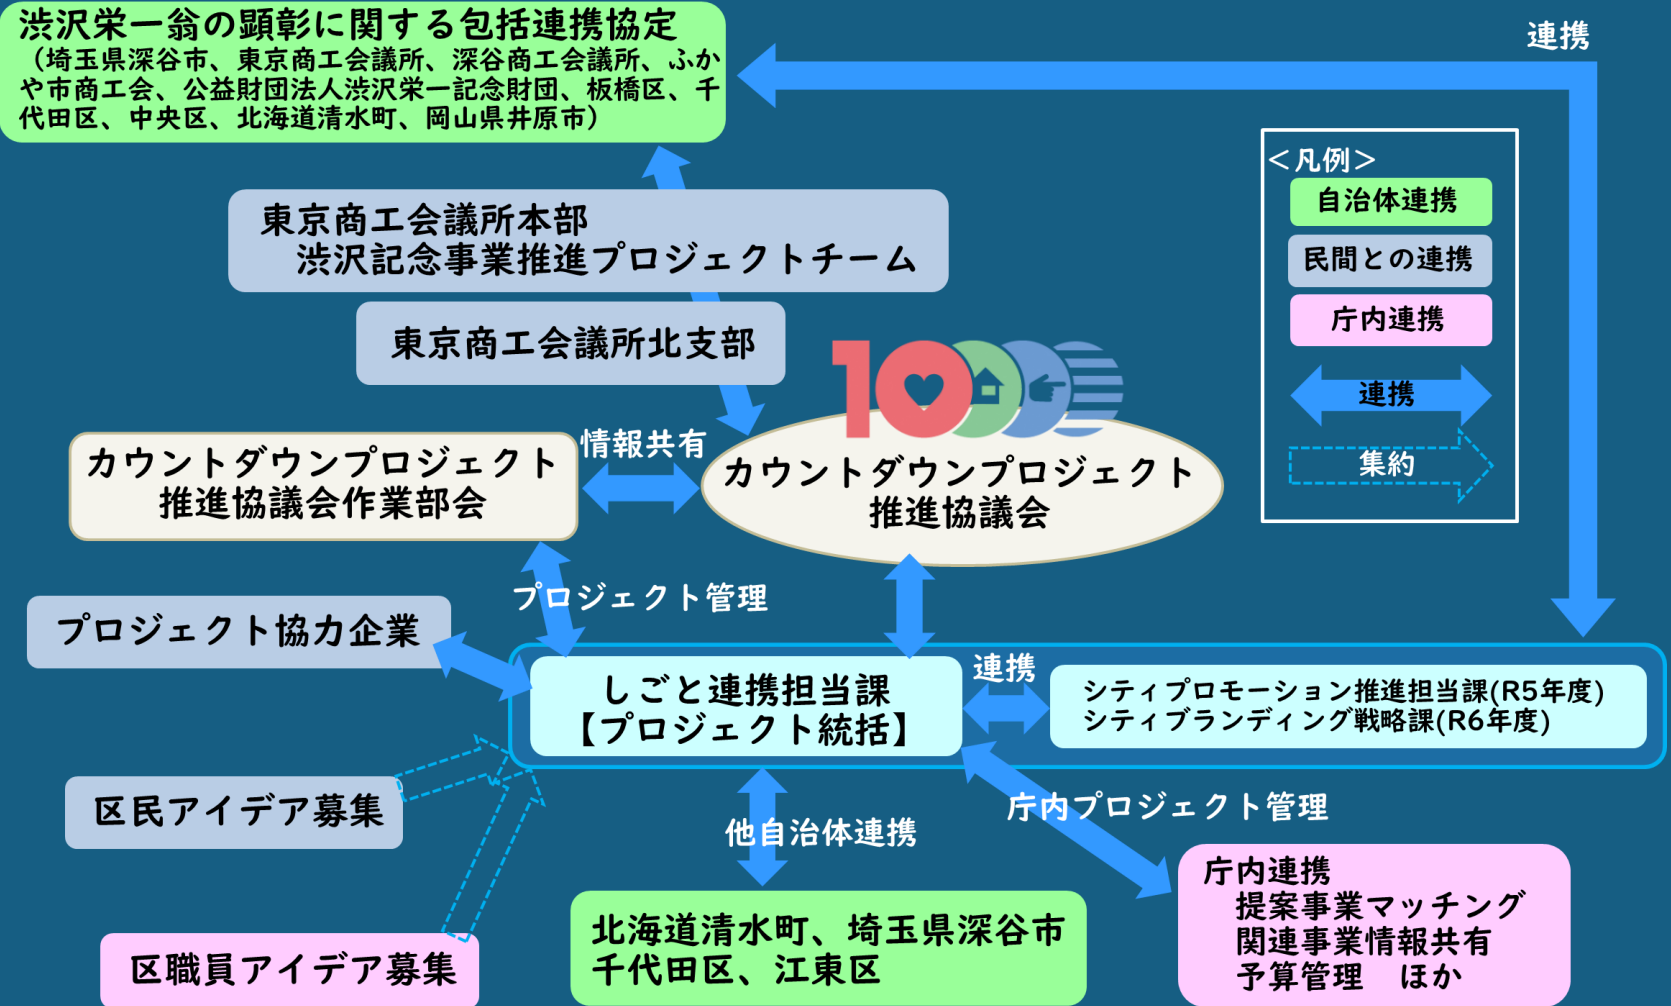 渋沢栄一翁の顕彰に関する包括連携協定
（埼玉県深谷市、東京商工会議所、深谷商工会議所、ふか
や市商工会、公益財団法人渋沢栄一記念財団、板橋区、千
代田区、中央区、北海道清水町、岡山県井原市）
連携
＜凡例＞
自治体連携
民間との連携
庁内連携
連携
集約
東京商工会議所本部
渋沢記念事業推進プロジェクトチーム
東京商工会議所北支部
10000
カウントダウンプロジェクト
推進協議会作業部会
情報共有
カウントダウンプロジェクト
推進協議会
プロジェクト管理
プロジェクト協力企業
しごと連携担当課
【プロジェクト統括】
連携
シティプロモーション推進担当課(R5年度)
シティブランディング戦略課(R6年度)
区民アイデア募集
他自治体連携
庁内プロジェクト管理
区職員アイデア募集
北海道清水町、埼玉県深谷市
千代田区、江東区
庁内連携
提案事業マッチング
関連事業情報共有
予算管理　ほか